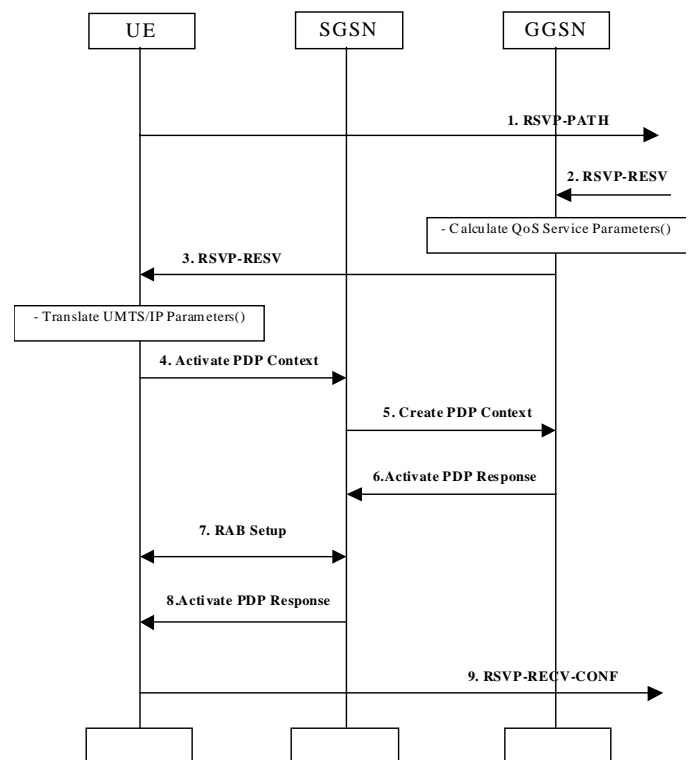 UE
SGSN
GGSN
1. RSVP-PATH
2. RSVP-RESV
- Calculate QoS Service Parameters()
3. RSVP-RESV
- Translate UMTS/IP Parameters()
4. Activate PDP Context
5. Create PDP Context
6.Activate PDP Response
7. RAB Setup
8.Activate PDP Response
9. RSVP-RECV-CONF